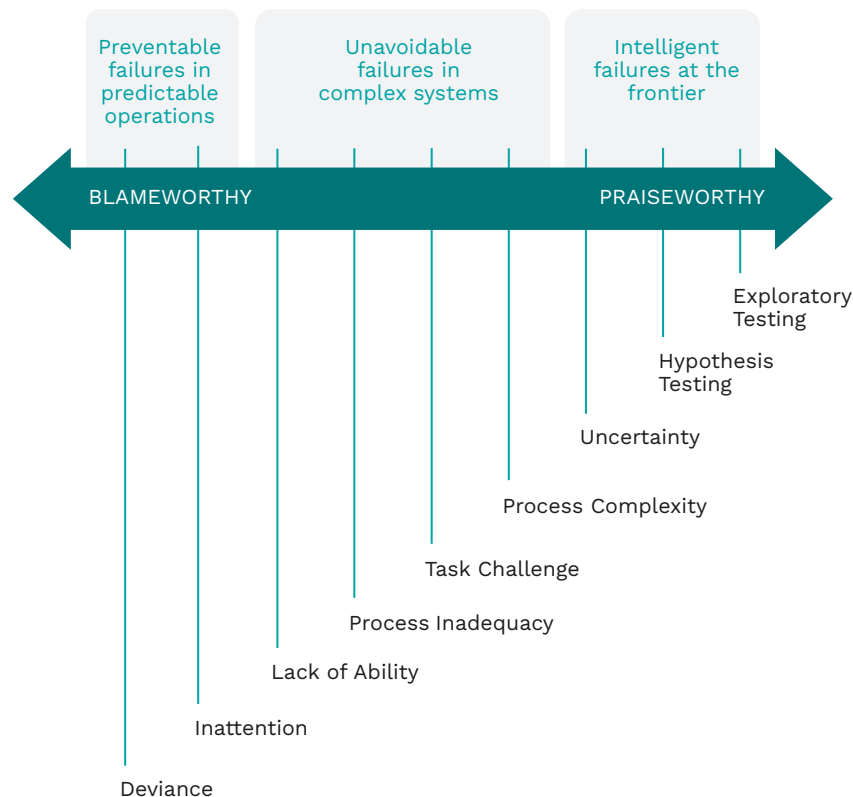 Preventable
failures in
predictable
operations
Unavoidable
failures in
complex systems
Intelligent
failures at the
frontier
BLAMEWORTHY
PRAISEWORTHY
Exploratory
Testing
Hypothesis
Testing
Uncertainty
Process Complexity
Task Challenge
Process Inadequacy
Lack of Ability
Inattention
Deviance